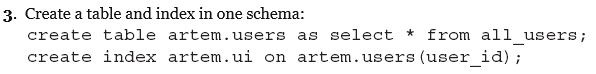 3. Create a table and index in one schema:
create table artem.users as select * from all_users;
create index artem.ui on artem.users(user_id);